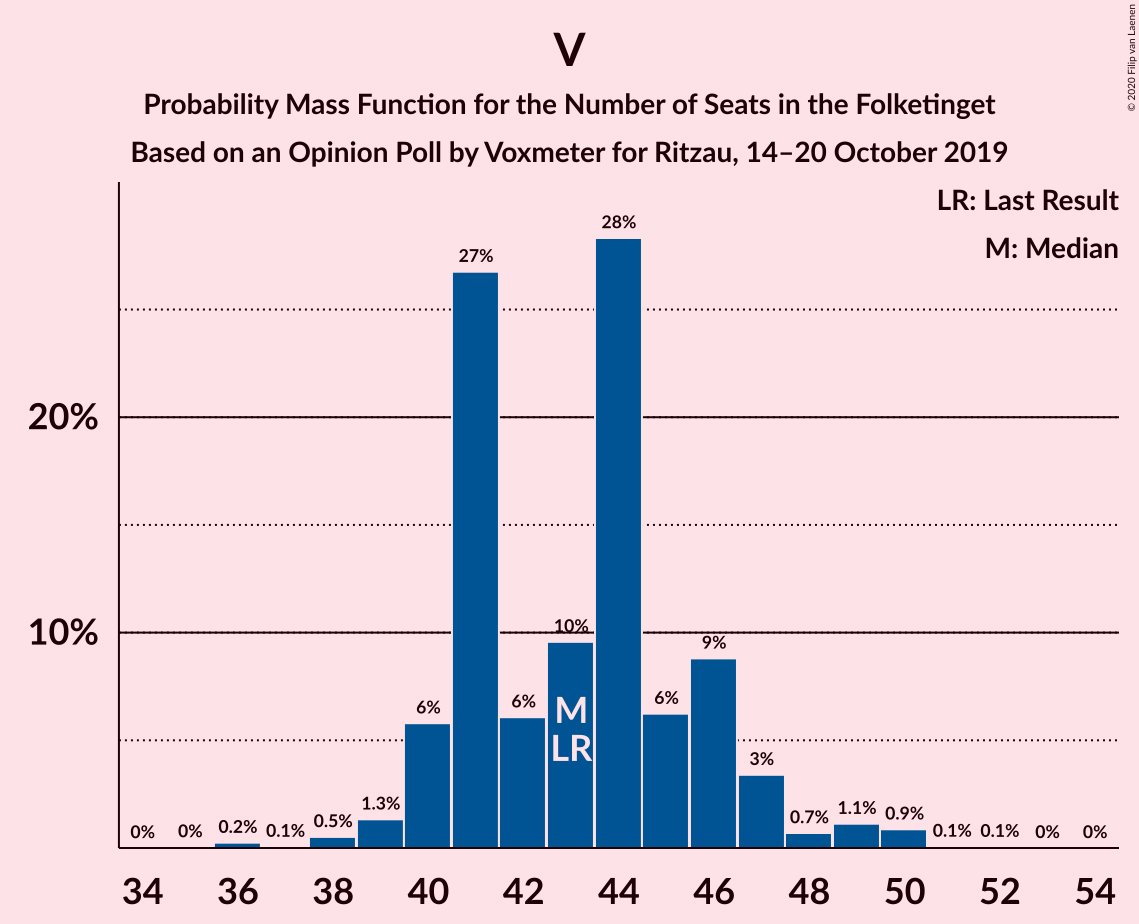 © 2020 Filip van Laenen
V
Probability Mass Function for the Number of Seats in the Folketinget
Based on an Opinion Poll by Voxmeter for Ritzau, 14–20 October 2019
LR: Last Result
M: Median
20%
10%
0%
0%
0.2%
0.1%
0.5%
1.3%
6%
27%
6%
10%
28%
6%
9%
3%
0.7%
1.1%
0.9%
0.1%
0.1%
0%
0%
M
LR
34 36 38 40 42 44 46 48 50 52 54